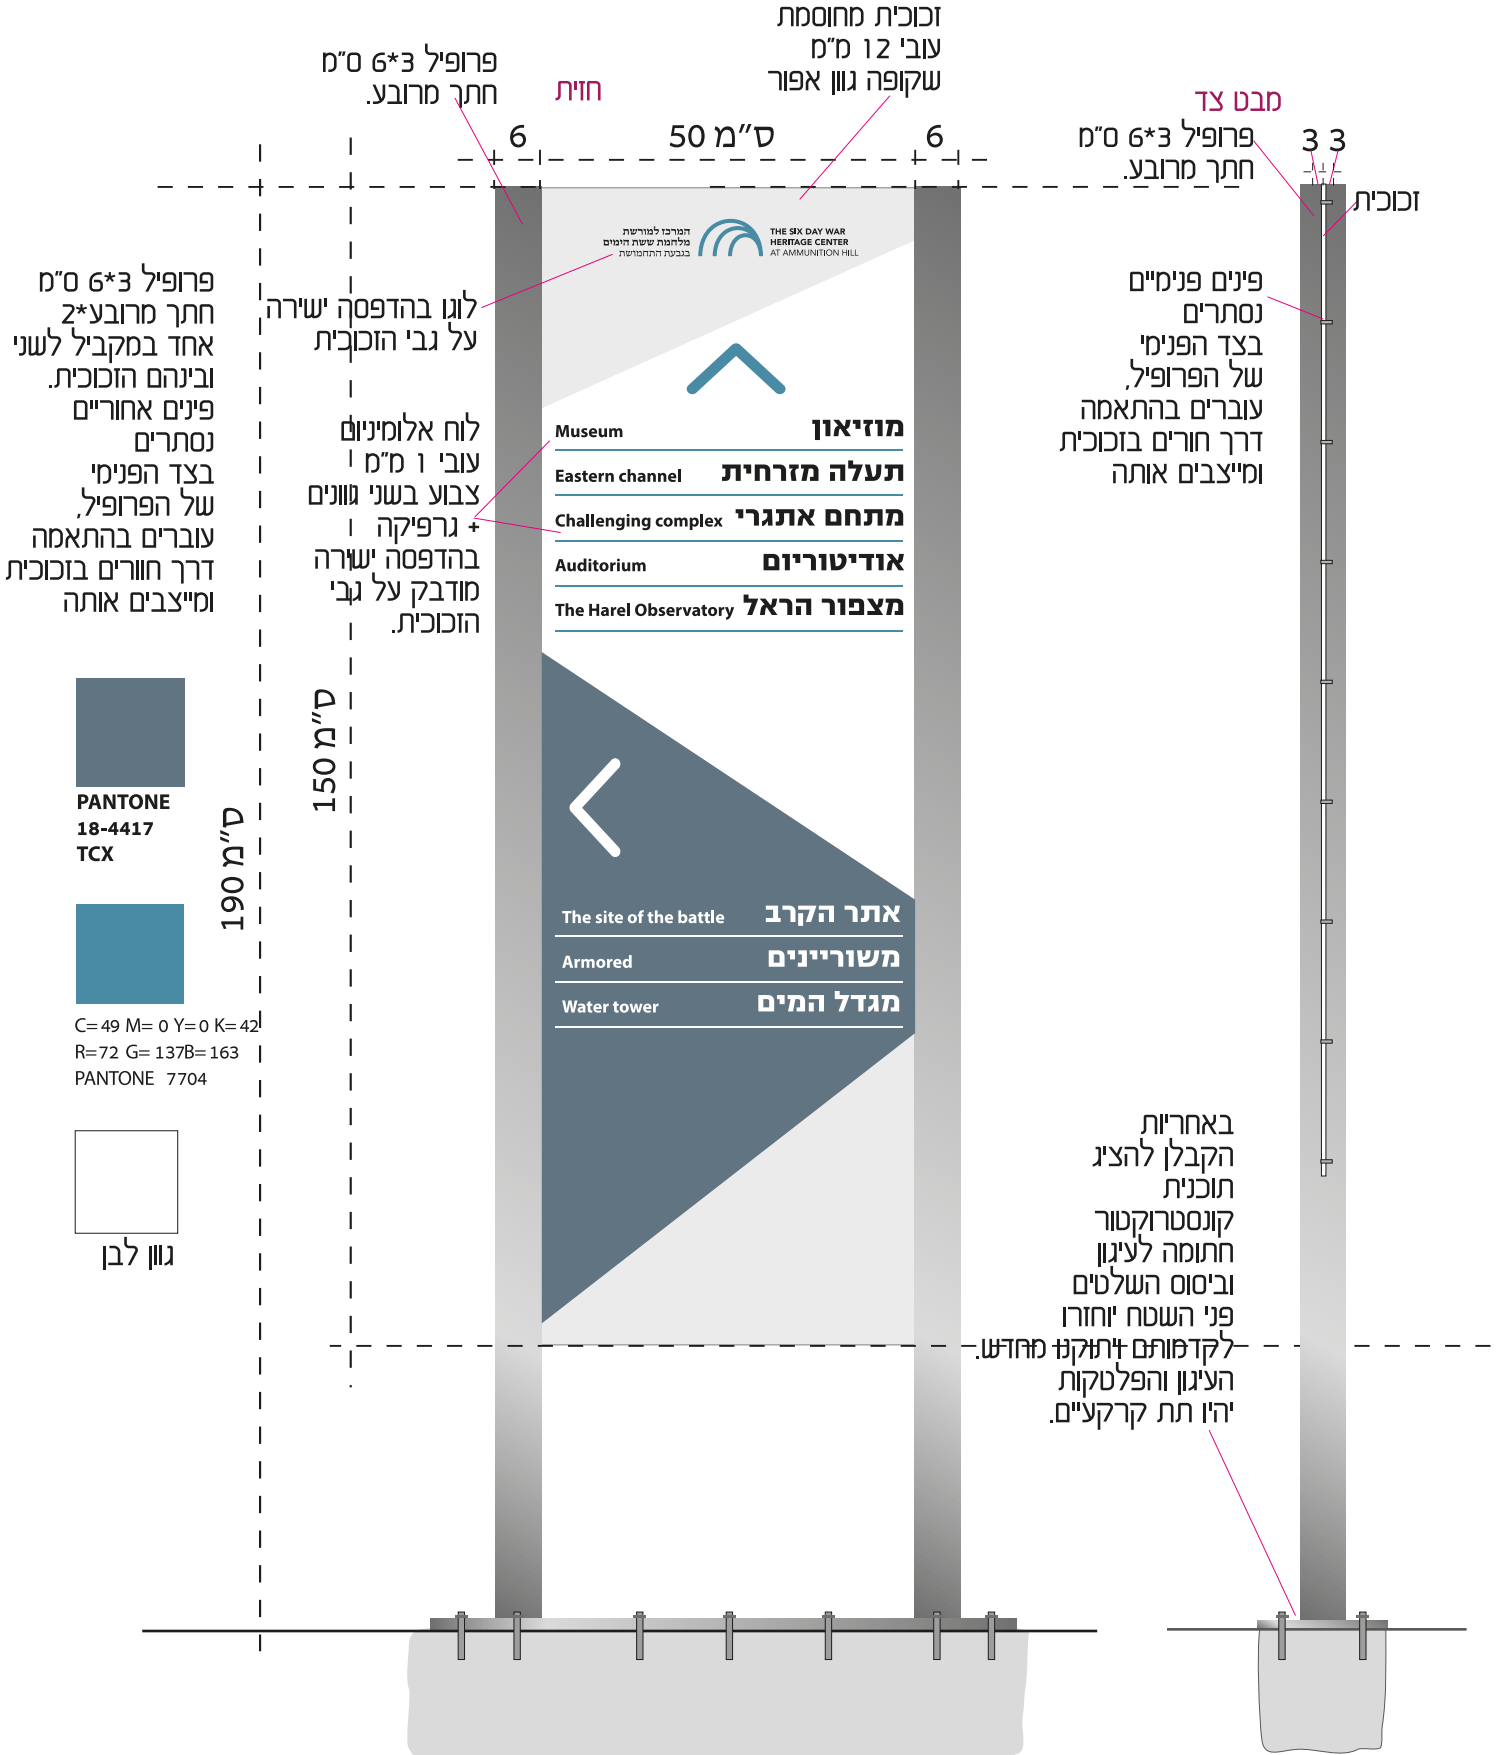 זכוכית מחוסמת
עובי 12 מ"מ
שקופה גוון אפור
פרופיל 3*6 ס"מ
חתך מרובע.
חזית
מבט צד
פרופיל 3*6 ס"מ
חתך מרובע.
6
50 ס"מ
6
3 3
זכוכית
המרכז למורשת
מלחמת ששת הימים
בגבעת התחמושת
THE SIX DAY WAR
HERITAGE CENTER
AT AMMUNITION HILL
לוגו בהדפסה ישירה
על גבי הזכוכית
פרופיל 3*6 ס"מ
חתך מרובע*2
אחד במקביל לשני
ובינהם הזכוכית.
פינים אחוריים
נסתרים
בצד הפנימי
של הפרופיל,
עוברים בהתאמה
דרך חוורים בזכוכית
ומייצבים אותה
פינים פנימיים
נסתרים
בצד הפנימי
של הפרופיל,
עוברים בהתאמה
דרך חורים בזכוכית
ומייצבים אותה
לוח אלומיניום
עובי 1 מ"מ
צבוע בשני גוונים
+ גרפיקה
בהדפסה ישירה
מודבק על גבי
הזכוכית.
Museum מוזיאון
Eastern channel תעלה מזרחית
Challenging complex מתחם אתגרי
Auditorium אודיטוריום
The Harel Observatory מצפור הראל
150 ס"מ
190 ס"מ
PANTONE
18-4417
TCX
C=49 M= 0 Y=0 K=42
R=72 G= 137B=163
PANTONE 7704
גוון לבן
The site of the battle אתר הקרב
Armored משוריינים
Water tower מגדל המים
באחריות
הקבלן להציג
תוכנית
קונסטרוקטור
חתומה לעיגון
וביסוס השלטים
פני השטח יוחזרו
לקדמותם ויתוקנו מחדש.
העיגון והפלטקות
יהיו תת קרקעיים.